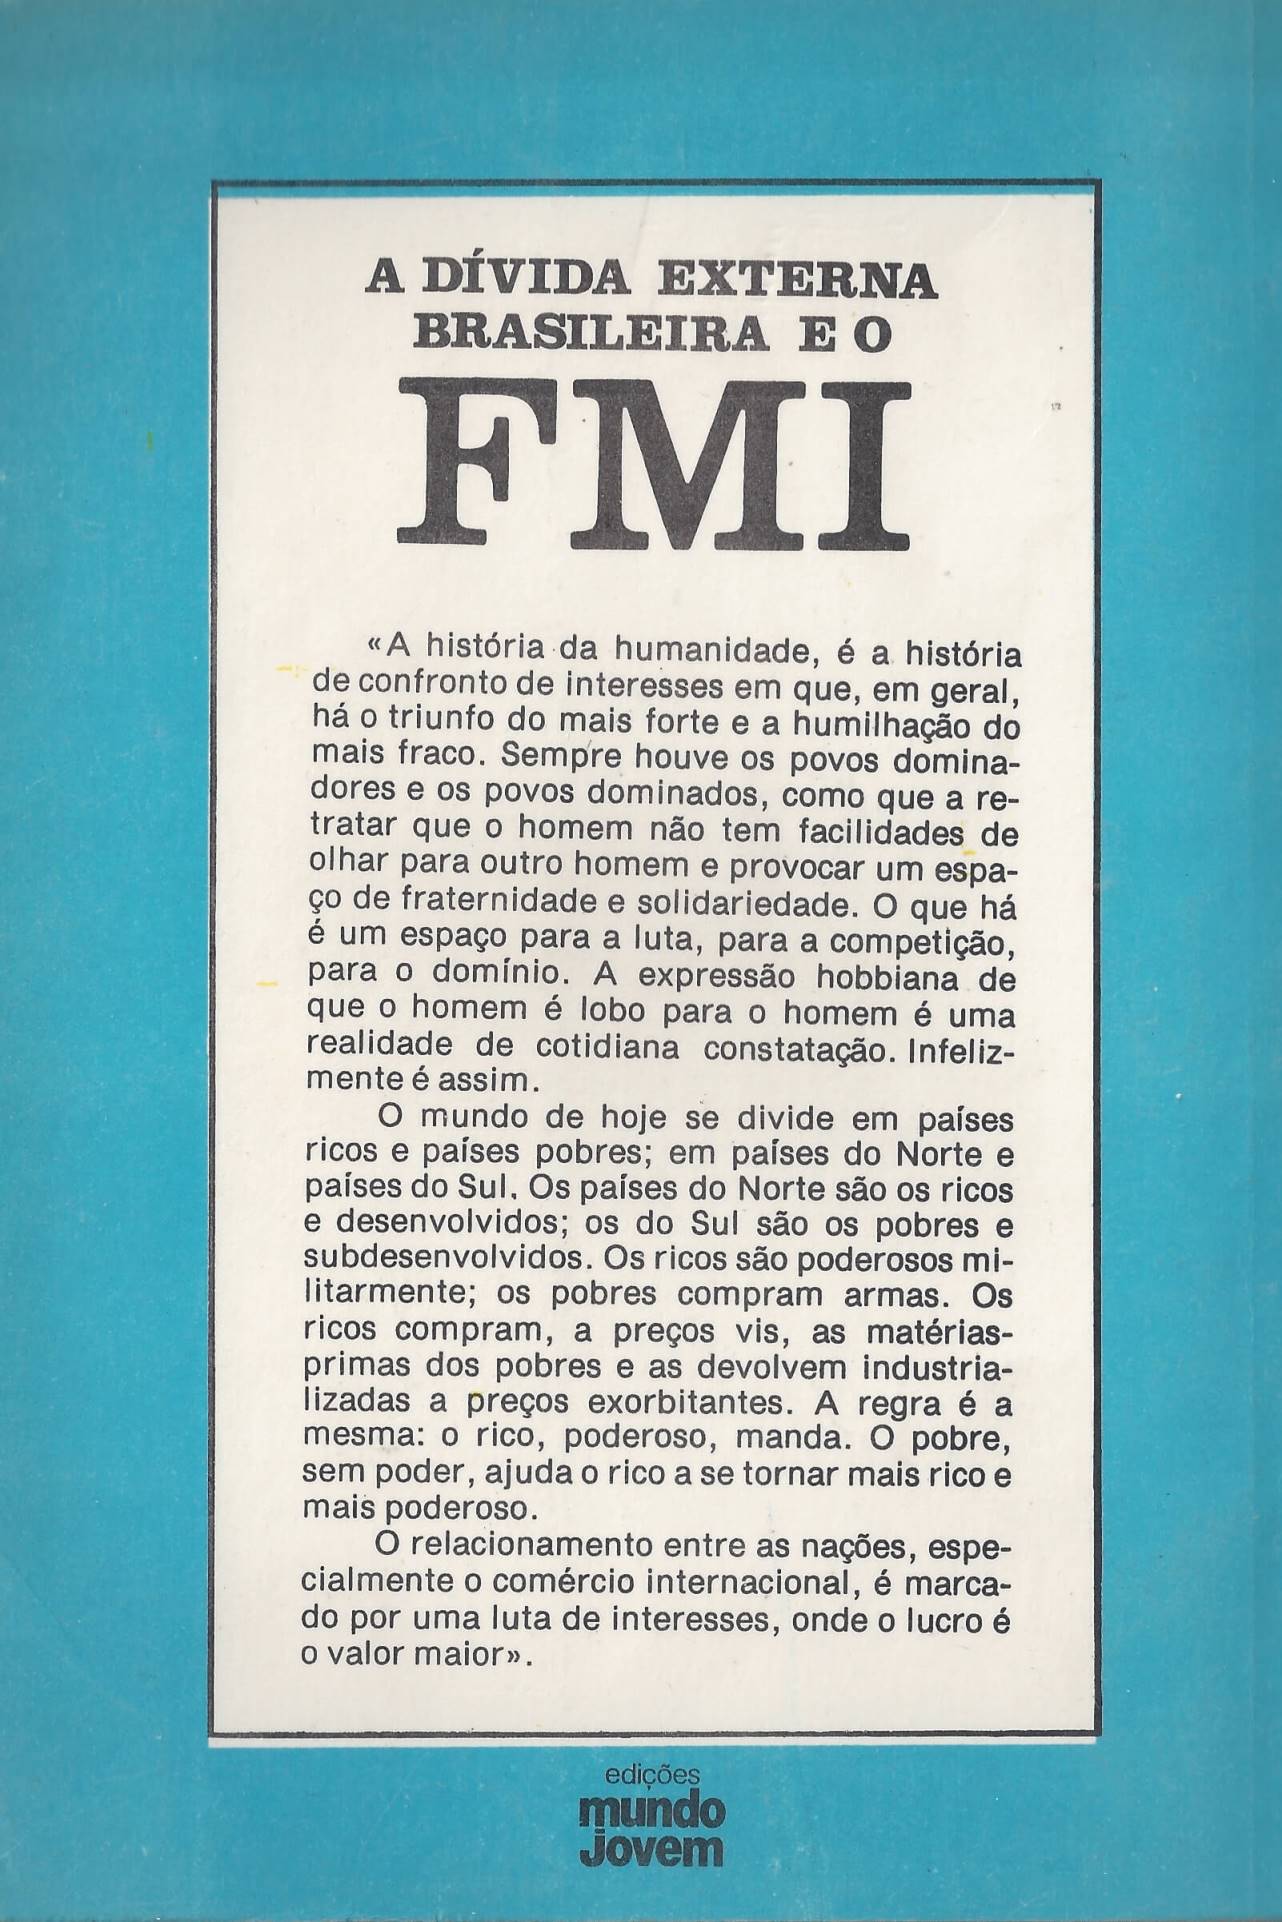 A DÍVIDA EXTERNA
BRASILEIRA E O
FMI
«A história da humanidade, é a história
de confronto de interesses em que, em geral,
há o triunfo do mais forte e a humilhação do
mais fraco. Sempre houve os povos domina-
dores e os povos dominados, como que a re-
tratar que o homem não tem facilidades de
olhar para outro homem e provocar um espa-
ço de fraternidade e solidariedade. O que há
é um espaço para a luta, para a competição,
para o domínio. A expressão hobbiana de
que o homem é lobo para o homem é uma
realidade de cotidiana constatação. Infeliz-
mente é assim.
O mundo de hoje se divide em países
ricos e países pobres; em países do Norte e
países do Sul. Os países do Norte são os ricos
e desenvolvidos; os do Sul são os pobres e
subdesenvolvidos. Os ricos são poderosos mi-
litarmente; os pobres compram armas. Os
ricos compram, a preços vis, as matérias-
primas dos pobres e as devolvem industria-
lizadas a preços exorbitantes. A regra é a
mesma: o rico, poderoso, manda. O pobre,
sem poder, ajuda o rico a se tornar mais rico e
mais poderoso.
O relacionamento entre as nações, espe-
cialmente o comércio internacional, é marca-
do por uma luta de interesses, onde o lucro é
o valor maior».
edições
mundo
jovem